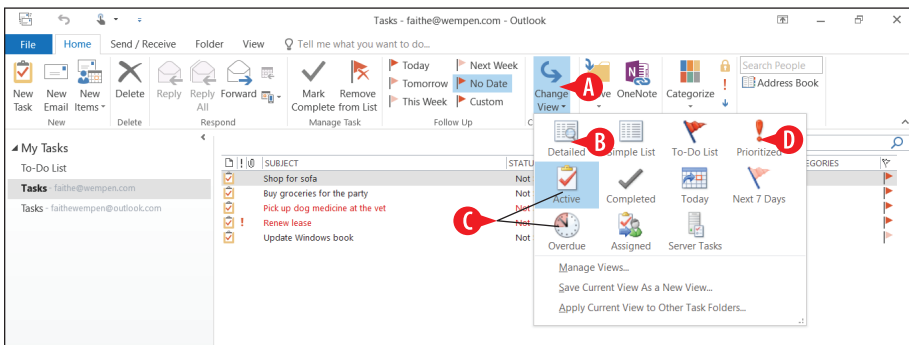 Tasks - faithe@wempen.com - Outlook
File Home Send / Receive Folder View Tell me what you want to do...
New Task
New Email
New Items
Delete
Reply
Reply All
Forward
Mark Complete
Remove from List
Today
Tomorrow
This Week
Next Week
No Date
Custom
Change View
A
OneNote
Categorize
!
Search People
Address Book
New Delete Respond Manage Task Follow Up
My Tasks
To-Do List
Tasks - faithe@wempen.com
Tasks - faithewempen@outlook.com
! SUBJECT STATU EGORIES
Shop for sofa Not
Buy groceries for the party Not
Pick up dog medicine at the vet Not
! Renew lease Not
Update Windows book Not
B D
Detailed imple List To-Do List Prioritized
C
Active Completed Today Next 7 Days
Overdue Assigned Server Tasks
Manage Views...
Save Current View As a New View...
Apply Current View to Other Task Folders...